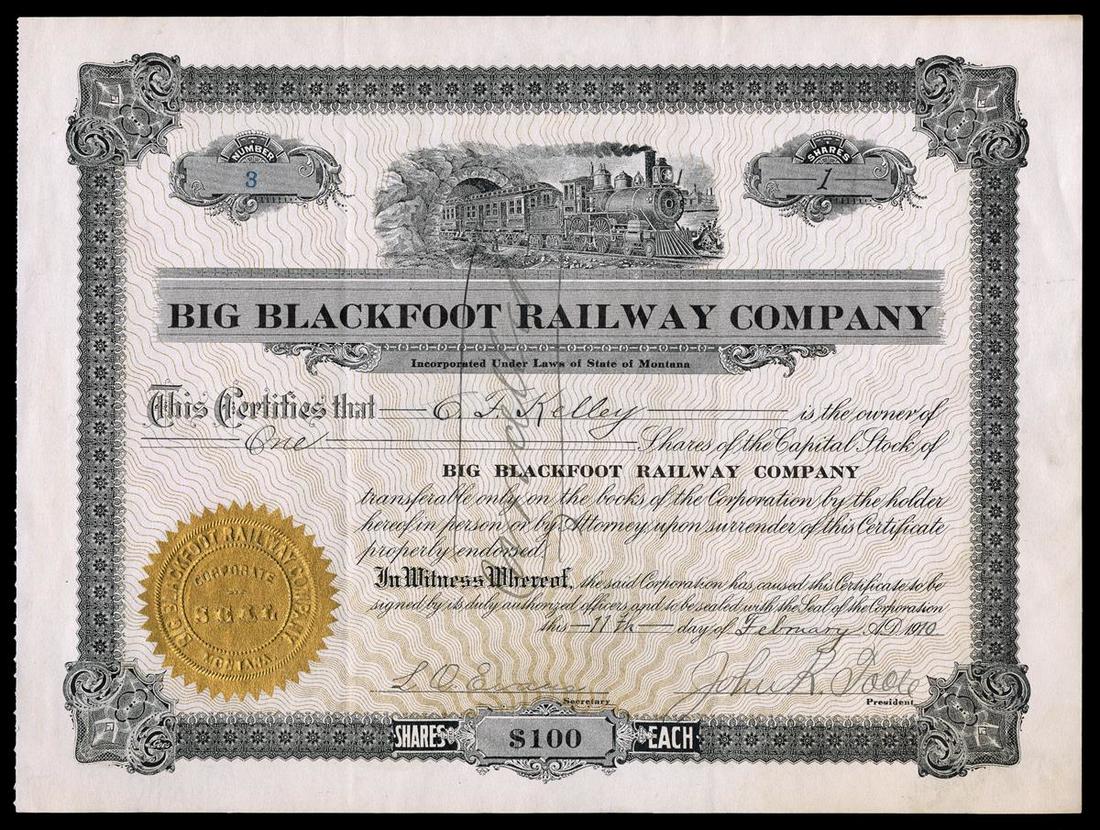 NUMBER
3
SHARES
1
BIG BLACKFOOT RAILWAY COMPANY
Incorporated Under Laws of State of Montana
This Certifies that C F Kelley is the owner of
One Shares of the Capital Stock of
BIG BLACKFOOT RAILWAY COMPANY
transferable only on the books of the Corporation by the holder
hereof in person or by Attorney, upon surrender of this Certificate
properly endorsed.
In Witness Whereof, the said Corporation has caused this Certificate to be
signed by its duly authorized officers and to be sealed with the Seal of the Corporation
this 11th day of February A.D. 1910
L O Evans John R. Toole
Secretary President
SHARES $100 EACH
BIG BLACKFOOT RAILWAY COMPANY
CORPORATE
SEAL
MONTANA
Cancelled